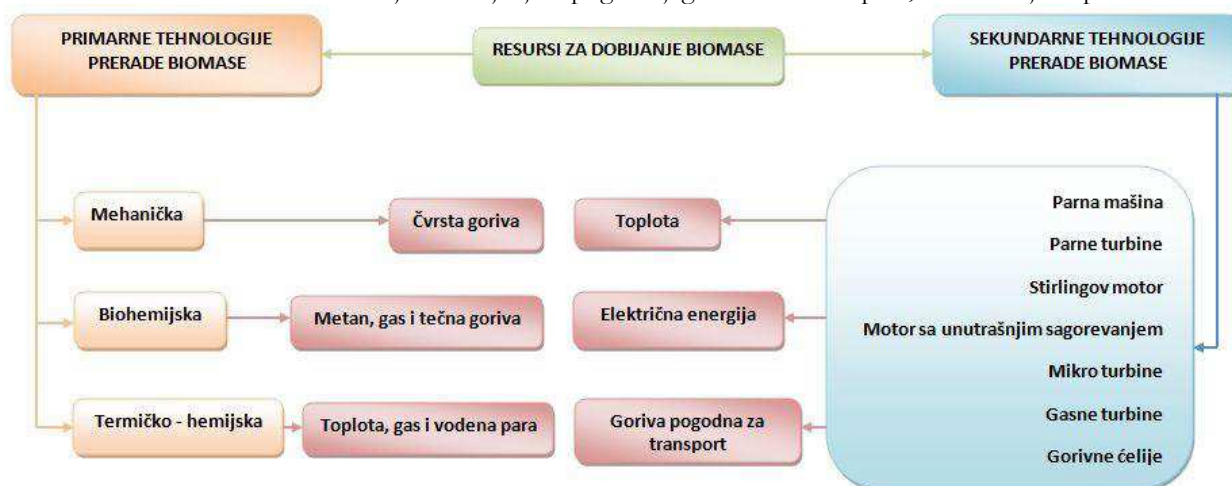 PRIMARNE TEHNOLOGIJE
PRERADE BIOMASE
RESURSI ZA DOBIJANJE BIOMASE
SEKUNDARNE TEHNOLOGIJE
PRERADE BIOMASE
Mehanička
Čvrsta goriva
Toplota
Biohemijska
Metan, gas i tečna goriva
Električna energija
Termičko - hemijska
Toplota, gas i vodena para
Goriva pogodna za
transport
Parna mašina
Parne turbine
Stirlingov motor
Motor sa unutrašnjim sagorevanjem
Mikro turbine
Gasne turbine
Gorivne ćelije